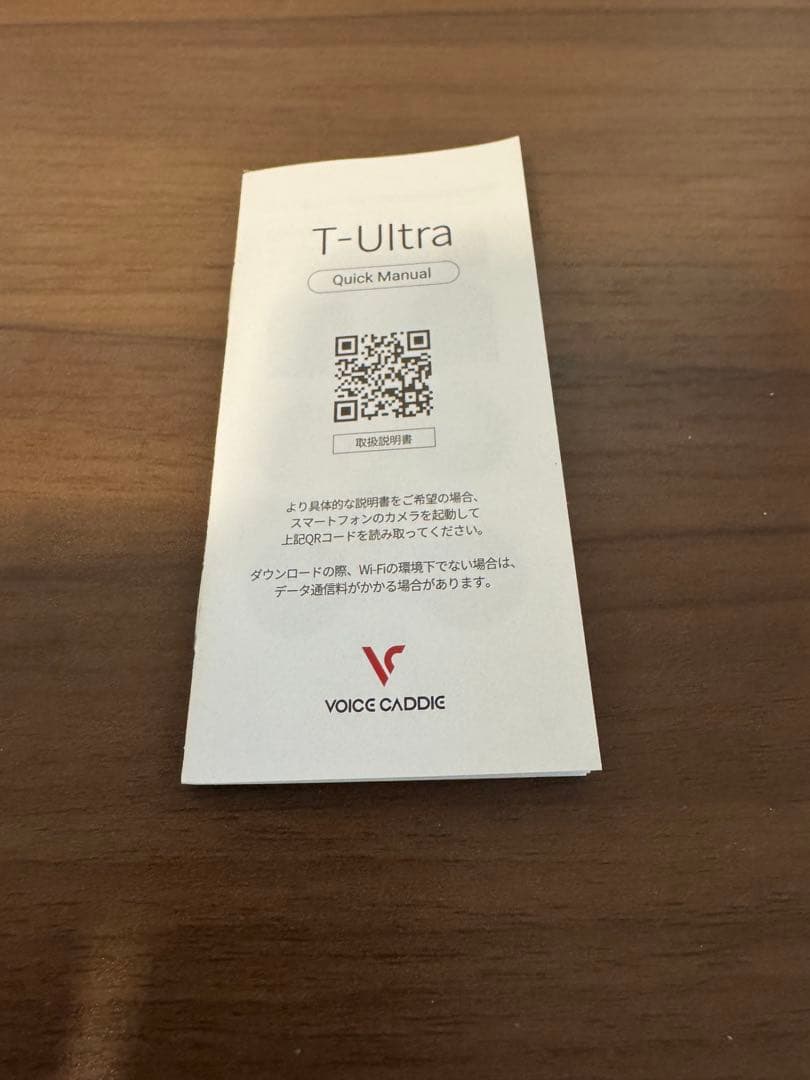 T-Ultra
Quick Manual
取扱説明書
より具体的な説明書をご希望の場合、
スマートフォンのカメラを起動して
上記QRコードを読み取ってください。
ダウンロードの際、Wi-Fiの環境下でない場合は、
データ通信料がかかる場合があります。
VOICE CADDIE